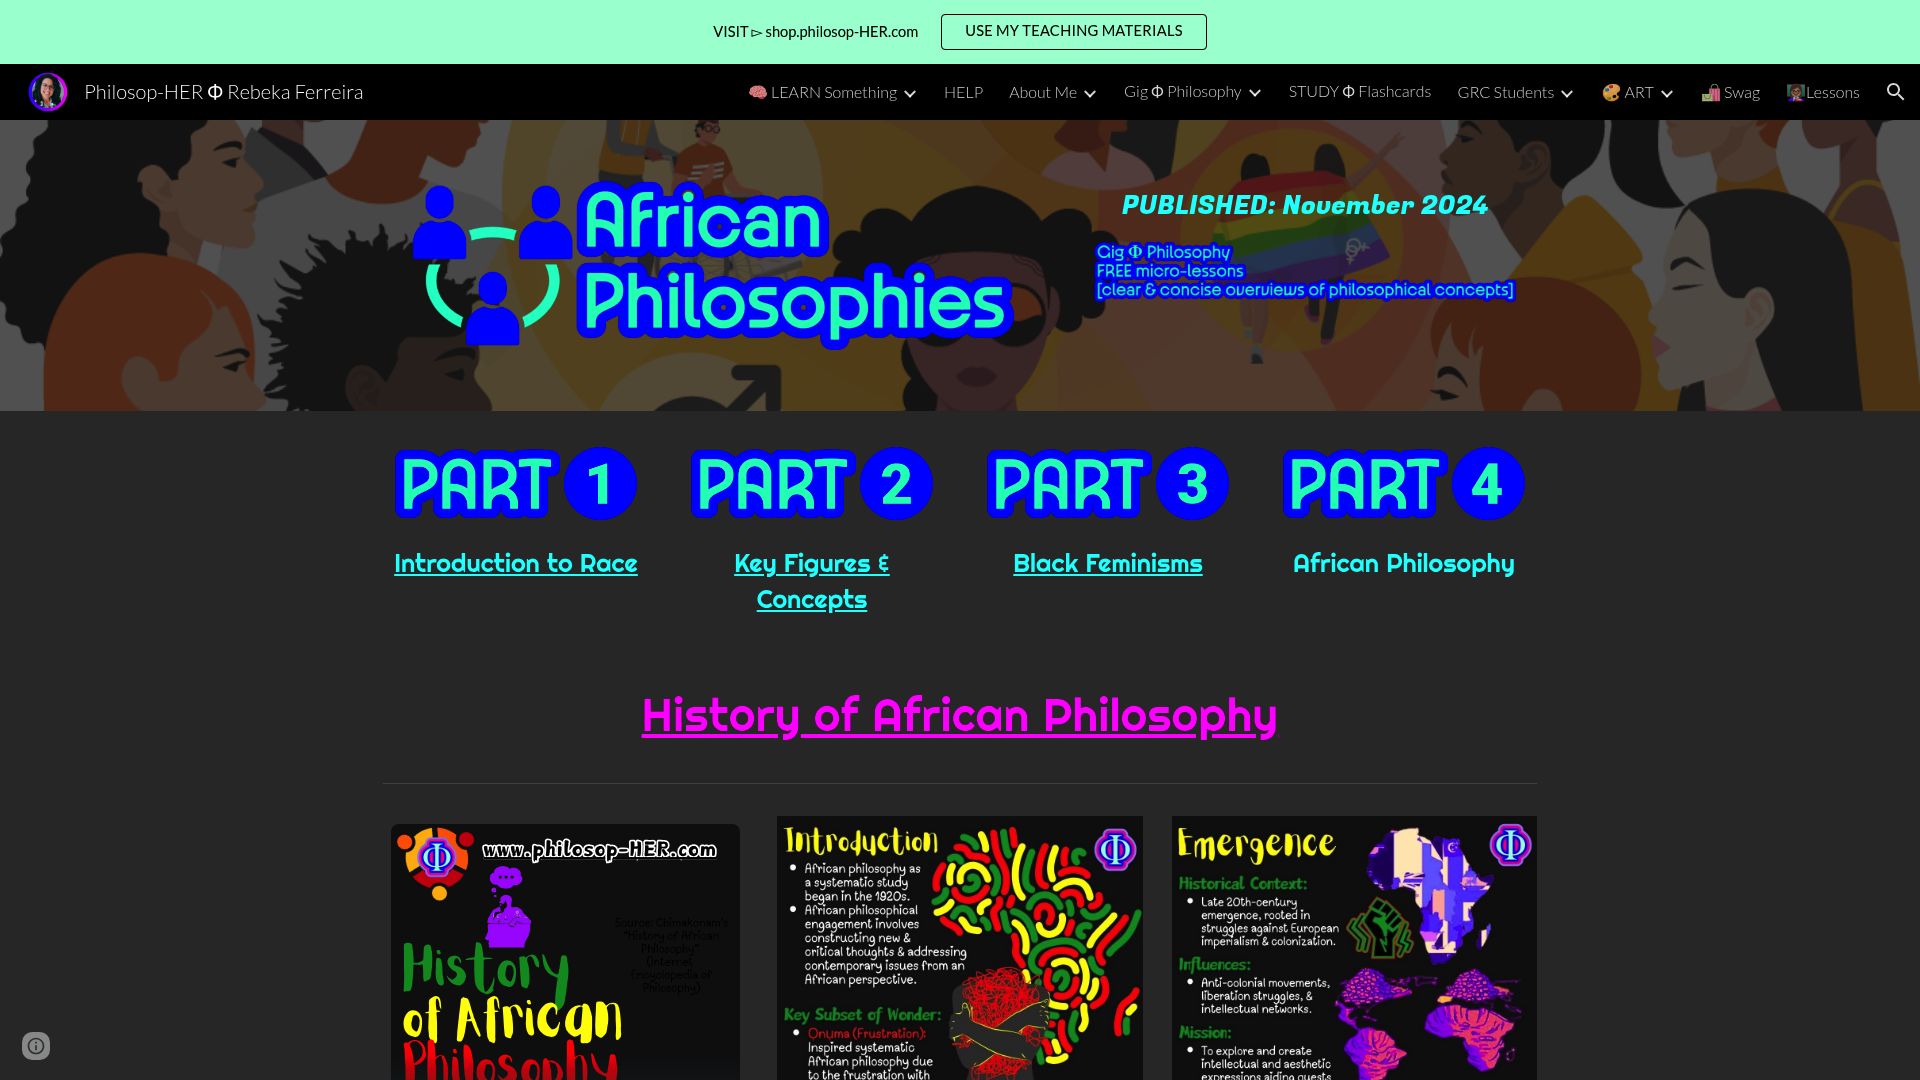 VISIT ▻ shop.philosop-HER.com
USE MY TEACHING MATERIALS
Philosop-HER Φ Rebeka Ferreira
🧠 LEARN Something
HELP
About Me
Gig Φ Philosophy
STUDY Φ Flashcards
GRC Students
🎨 ART
🛍️ Swag
👩🏽‍🏫Lessons
African
Philosophies
PUBLISHED: November 2024
Gig Φ Philosophy
FREE micro-lessons
[clear & concise overviews of philosophical concepts]
PART 1
PART 2
PART 3
PART 4
Introduction to Race
Key Figures &
Concepts
Black Feminisms
African Philosophy
History of African Philosophy
Φ
www.philosop-HER.com
Source: Chimakonam's
"History of African
Philosophy"
(Internet
Encyclopedia of
Philosophy)
History
of African
Philosophy
Introduction
Φ
• African philosophy as
a systematic study
began in the 1920s.
• African philosophical
engagement involves
constructing new &
critical thoughts & addressing
contemporary issues from an
African perspective.
Key Subset of Wonder:
• Onuma (Frustration):
Inspired systematic
African philosophy due
to the frustration with
Emergence
Φ
Historical Context:
• Late 20th-century
emergence, rooted in
struggles against European
imperialism & colonization.
Influences:
• Anti-colonial movements,
liberation struggles, &
intellectual networks.
Mission:
• To explore and create
intellectual and aesthetic
expressions aiding quests